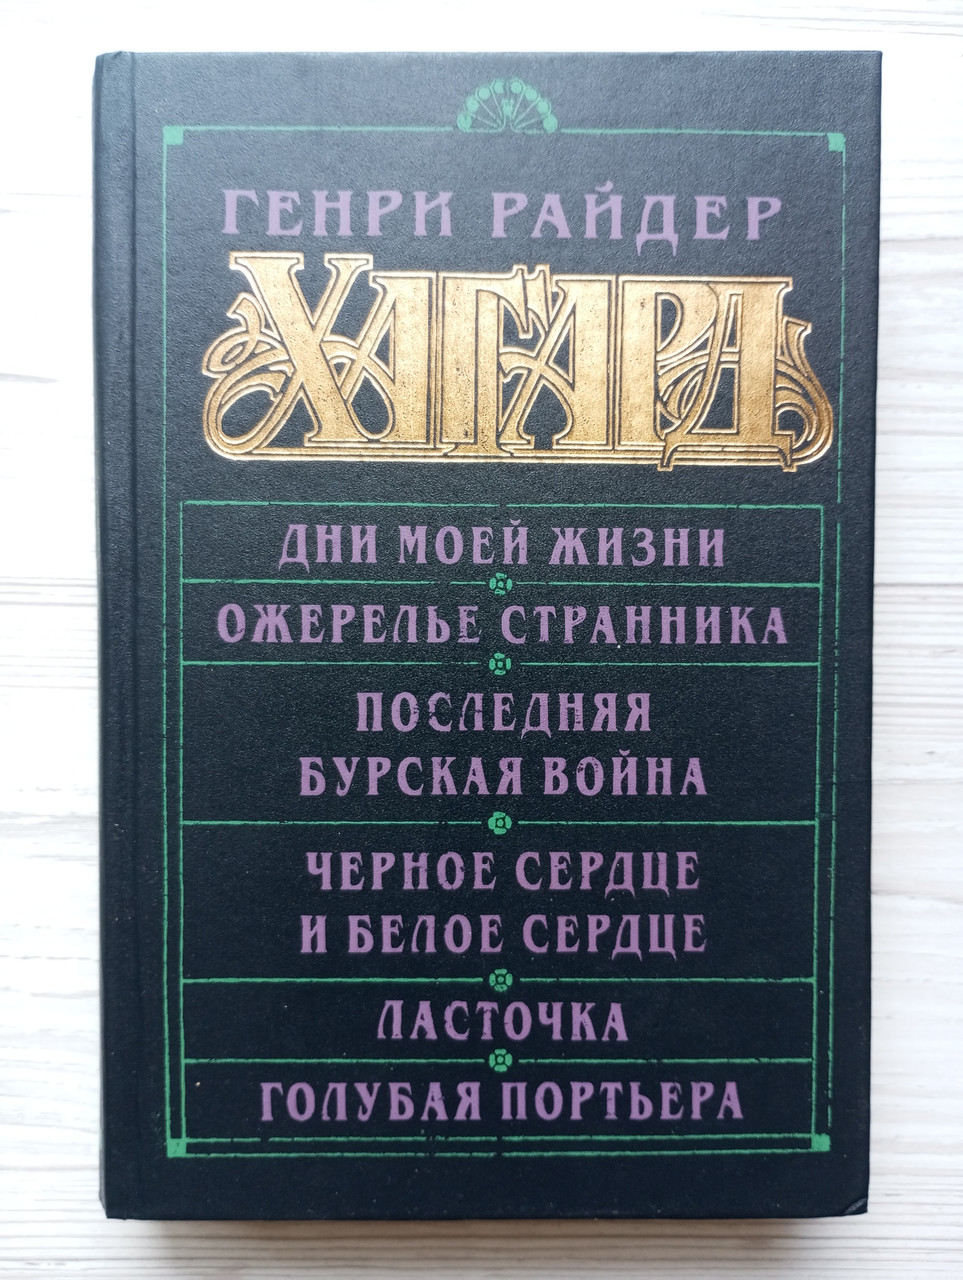 ГЕНРИ РАЙДЕР
ХАГГАРД
ДНИ МОЕЙ ЖИЗНИ
ОЖЕРЕЛЬЕ СТРАННИКА
ПОСЛЕДНЯЯ
БУРСКАЯ ВОЙНА
ЧЕРНОЕ СЕРДЦЕ
И БЕЛОЕ СЕРДЦЕ
ЛАСТОЧКА
ГОЛУБАЯ ПОРТЬЕРА